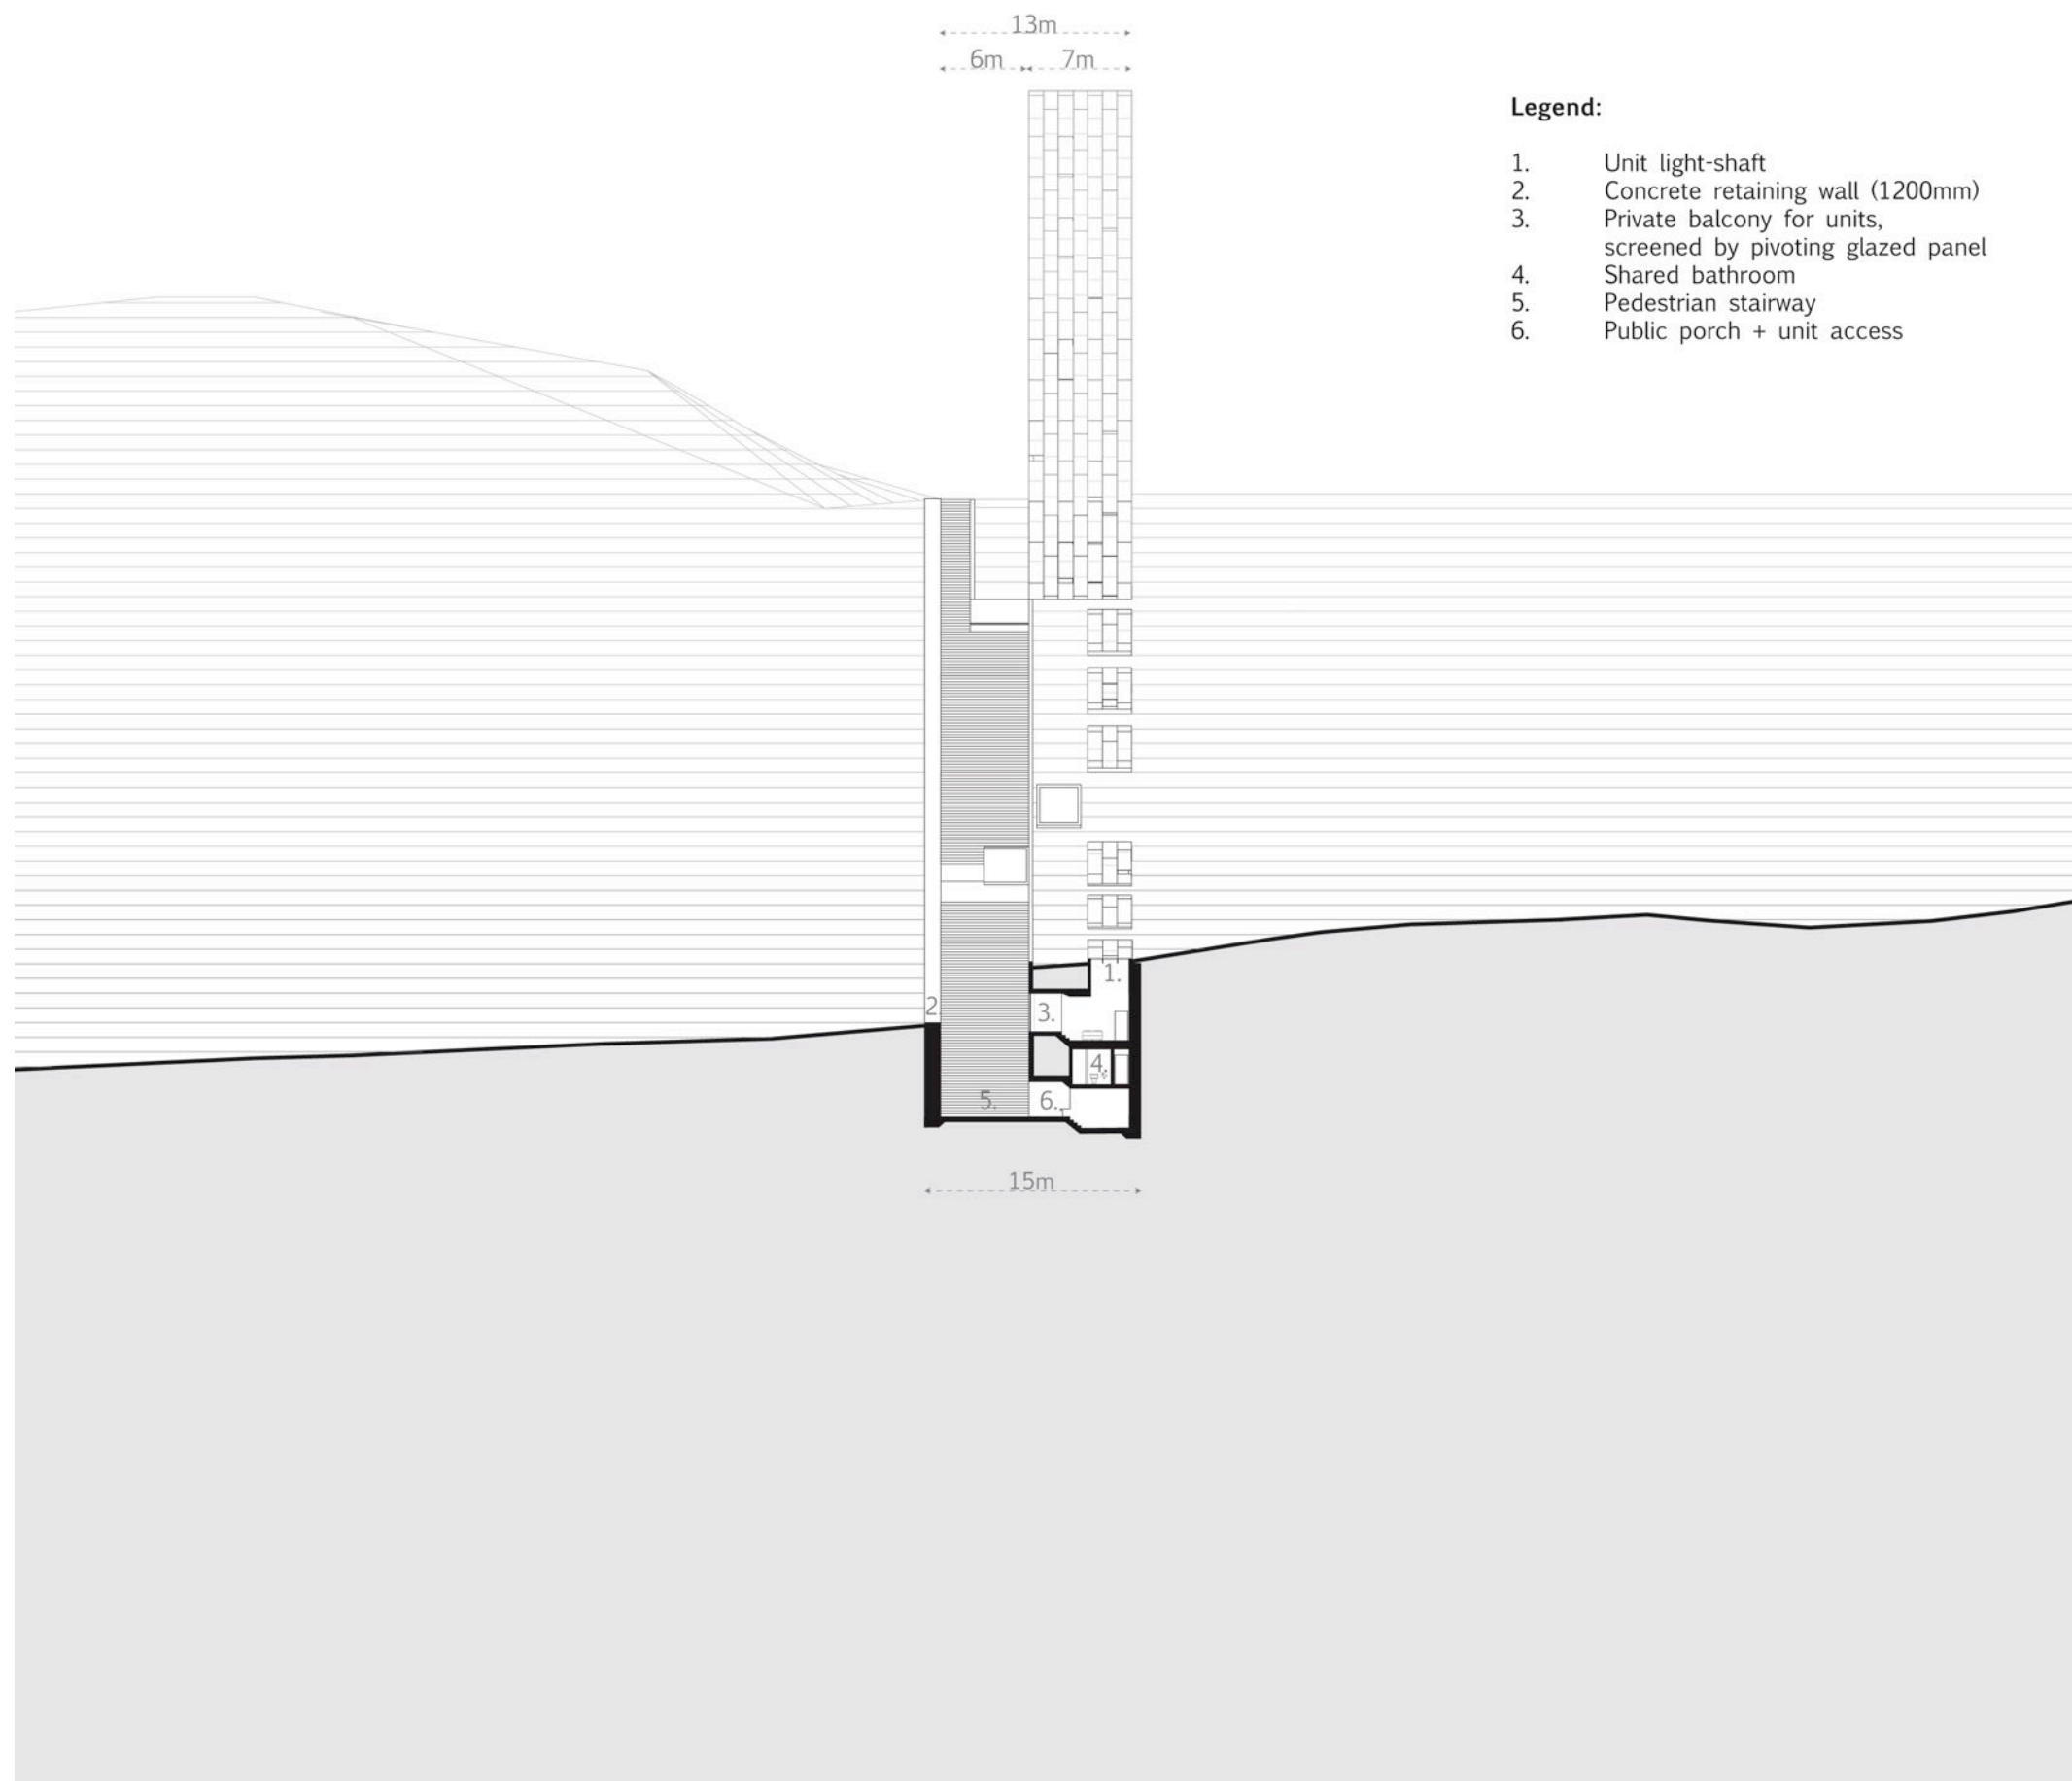 13m
6m 7m
Legend:
1. Unit light-shaft
2. Concrete retaining wall (1200mm)
3. Private balcony for units,
screened by pivoting glazed panel
4. Shared bathroom
5. Pedestrian stairway
6. Public porch + unit access
1.
2.
3.
4.
5. 6.
15m